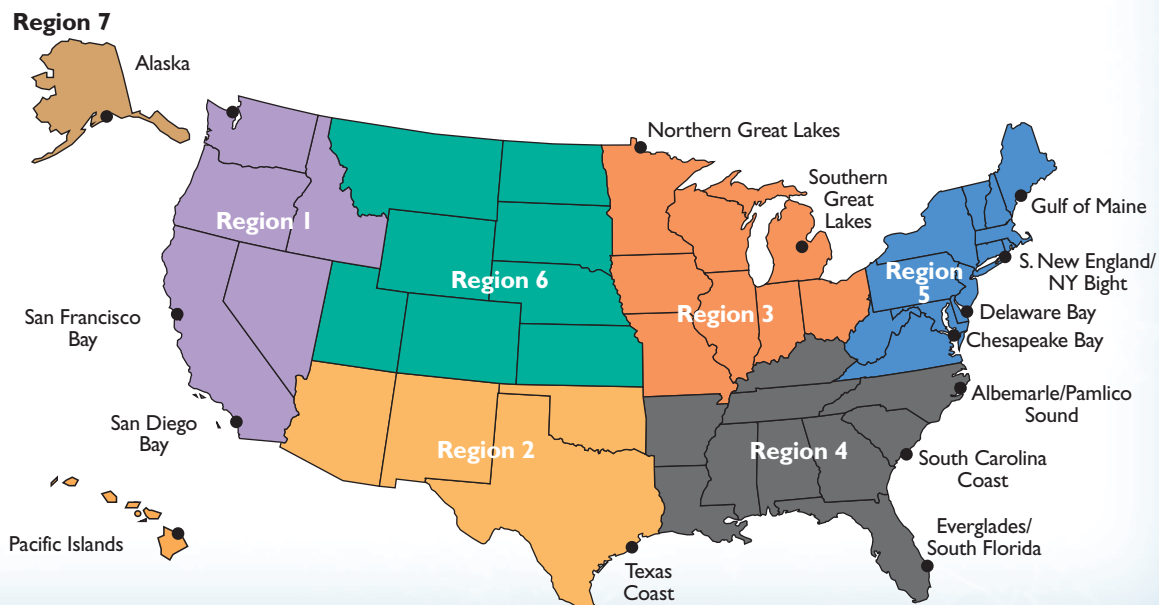 Region 7
Alaska
Northern Great Lakes
Southern
Great
Lakes
Gulf of Maine
Region 1
Region 5
S. New England/
NY Bight
Region 6
Region 3
Delaware Bay
San Francisco
Bay
Chesapeake Bay
Albemarle/Pamlico
Sound
San Diego
Bay
Region 2
Region 4
South Carolina
Coast
Pacific Islands
Everglades/
South Florida
Texas
Coast